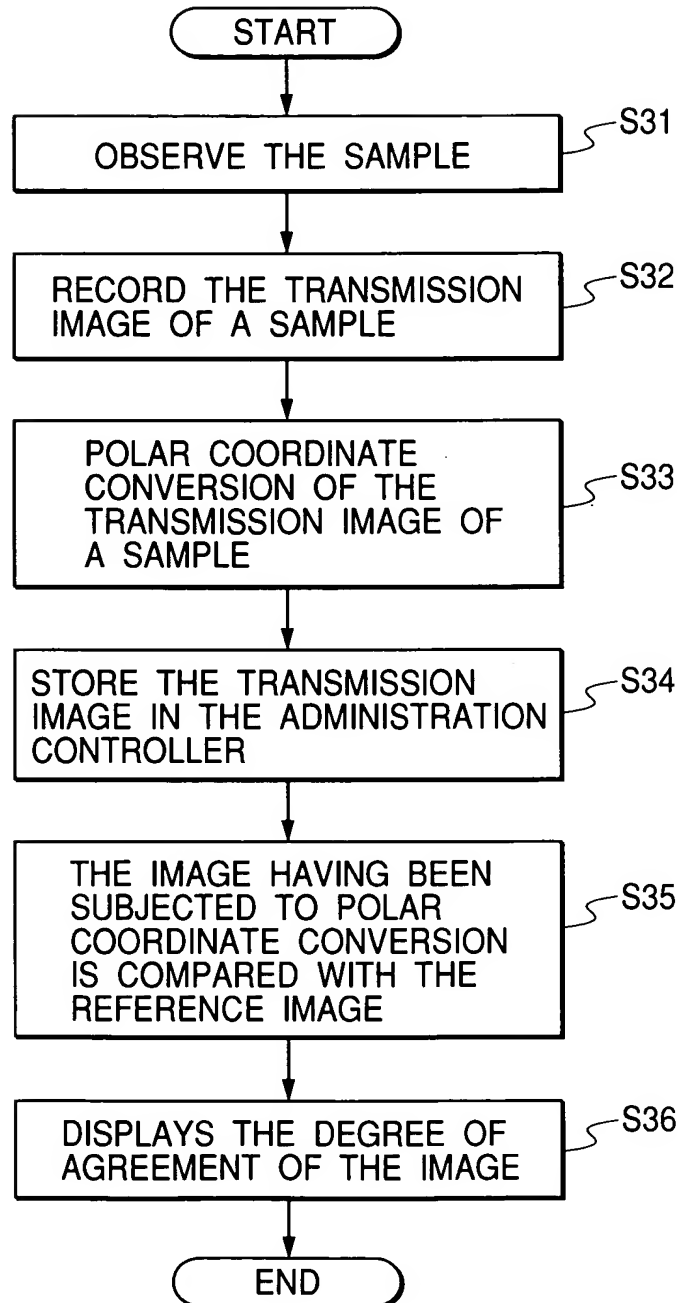 START
OBSERVE THE SAMPLE
S31
RECORD THE TRANSMISSION
IMAGE OF A SAMPLE
S32
POLAR COORDINATE
CONVERSION OF THE
TRANSMISSION IMAGE OF
A SAMPLE
S33
STORE THE TRANSMISSION
IMAGE IN THE ADMINISTRATION
CONTROLLER
S34
THE IMAGE HAVING BEEN
SUBJECTED TO POLAR
COORDINATE CONVERSION
IS COMPARED WITH THE
REFERENCE IMAGE
S35
DISPLAYS THE DEGREE OF
AGREEMENT OF THE IMAGE
S36
END